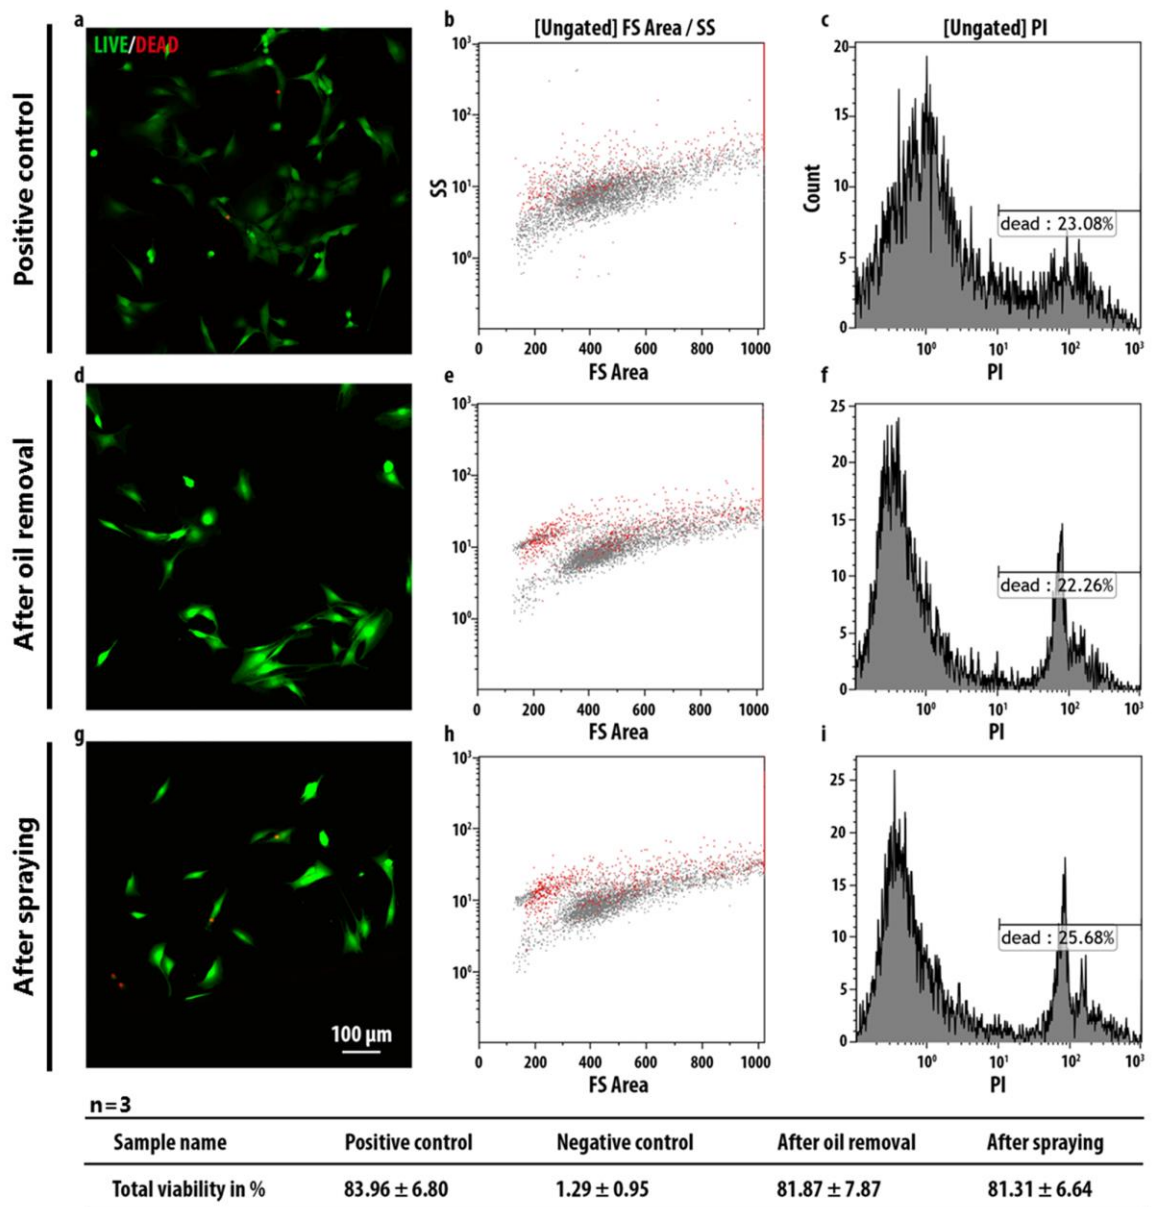 a
LIVE/DEAD
Positive control
b
[Ungated] FS Area / SS
10³
10²
10¹
10⁰
SS
0 200 400 600 800 1000
FS Area
c
[Ungated] PI
20
15
10
5
0
Count
dead : 23.08%
10⁰ 10¹ 10² 10³
PI
d
After oil removal
e
10³
10²
10¹
10⁰
0 200 400 600 800 1000
FS Area
f
25
20
15
10
5
0
dead : 22.26%
10⁰ 10¹ 10² 10³
PI
g
After spraying
100 µm
h
10³
10²
10¹
10⁰
0 200 400 600 800 1000
FS Area
i
25
20
15
10
5
0
dead : 25.68%
10⁰ 10¹ 10² 10³
PI
n=3
Sample name Positive control Negative control After oil removal After spraying
Total viability in % 83.96 ± 6.80 1.29 ± 0.95 81.87 ± 7.87 81.31 ± 6.64